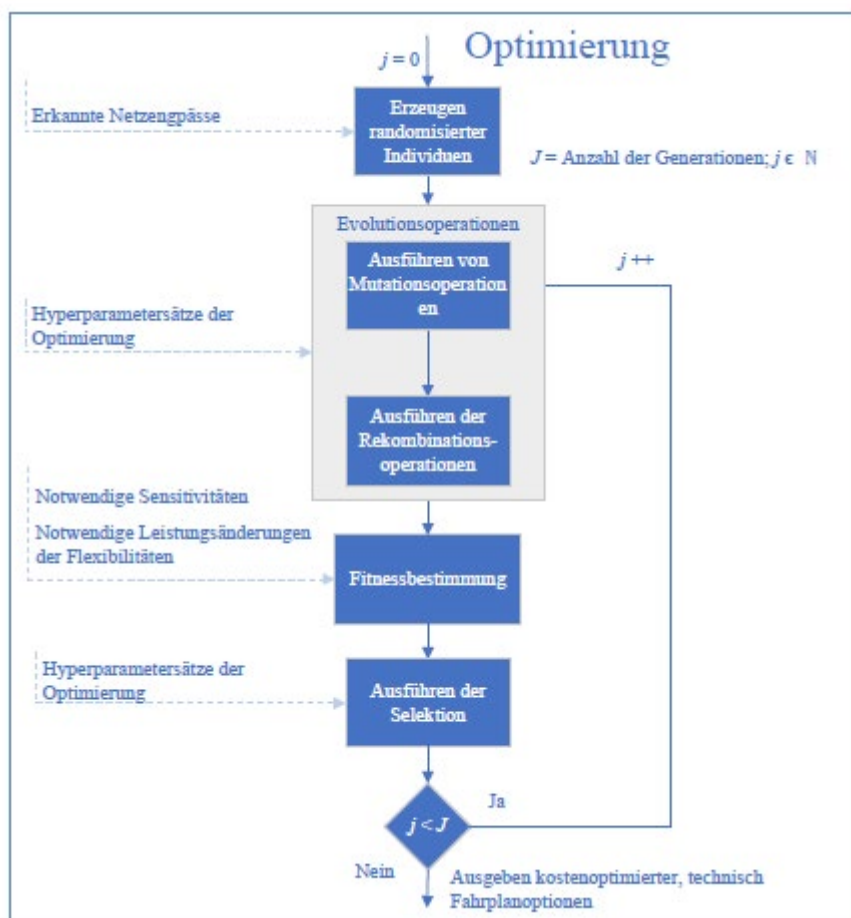 Optimierung
j = 0
Erkannte Netzengpässe
Erzeugen
randomisierter
Individuen
J = Anzahl der Generationen; j ϵ ℕ
Evolutionsoperationen
Ausführen von
Mutationsoperation
en
j ++
Hyperparametersätze der
Optimierung
Ausführen der
Rekombinations-
operationen
Notwendige Sensitivitäten
Notwendige Leistungsänderungen
der Flexibilitäten
Fitnessbestimmung
Hyperparametersätze der
Optimierung
Ausführen der
Selektion
j < J
Ja
Nein
Ausgeben kostenoptimierter, technisch
Fahrplanoptionen